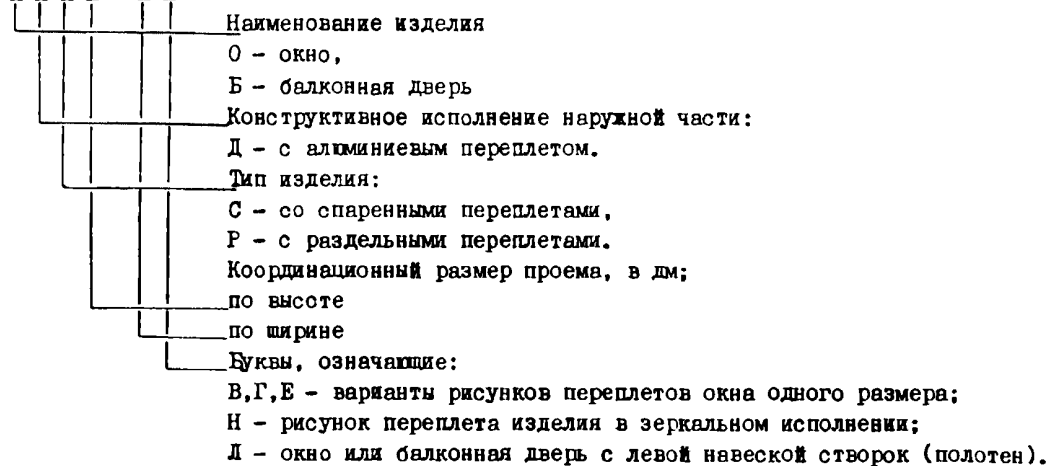 Наименование изделия
О - окно,
Б - балконная дверь
Конструктивное исполнение наружной части:
Д - с алюминиевым переплетом.
Тип изделия:
С - со спаренными переплетами,
Р - с раздельными переплетами.
Координационный размер проема, в дм;
по высоте
по ширине
Буквы, означающие:
В,Г,Е - варианты рисунков переплетов окна одного размера;
Н - рисунок переплета изделия в зеркальном исполнении;
Л - окно или балконная дверь с левой навеской створок (полотен).